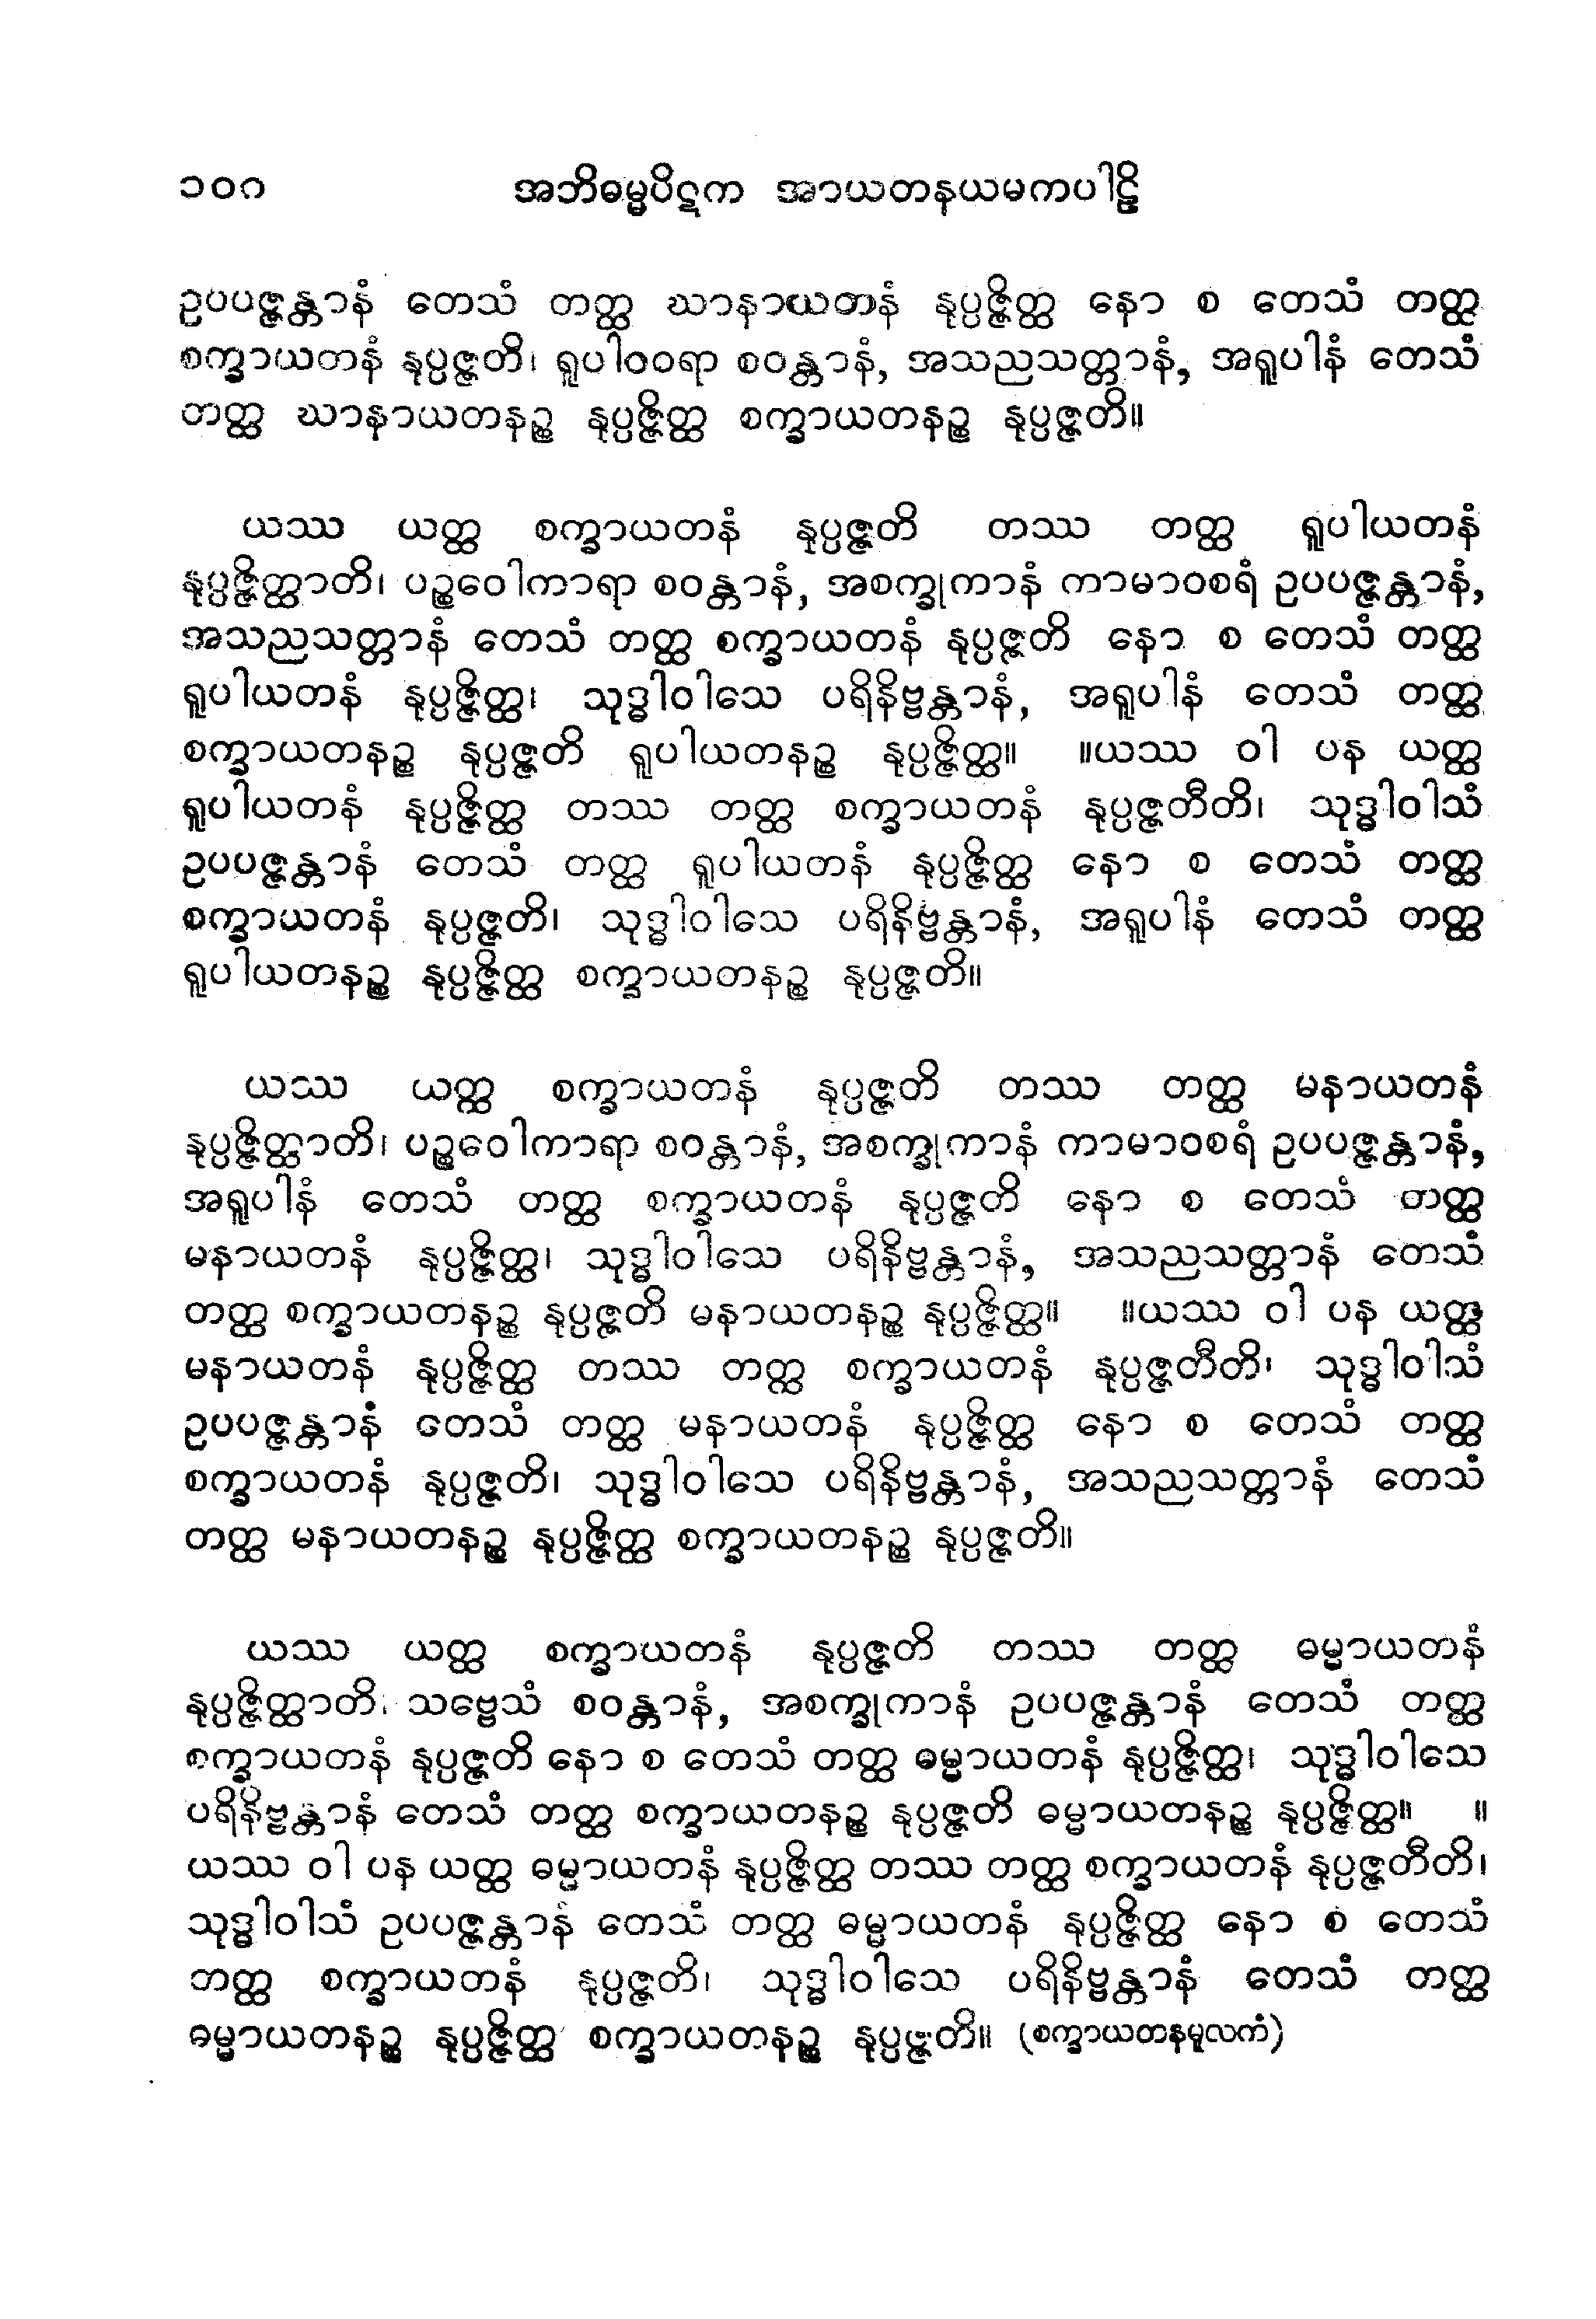 ၁၀ဂ အဘိဓမ္မပိဋက အာယတနယမကပါဠိ
ဥပပဇ္ဇန္တာနံ တေသံ တတ္ထ ဃာနာယတနံ နုပ္ပဇ္ဇိတ္ထ နော စ တေသံ တတ္ထ
စက္ခာယတနံ နုပ္ပဇ္ဇတိ၊ ရူပါဝဝရာ စဝန္တာနံ, အသညသတ္တာနံ, အရူပါနံ တေသံ
တတ္ထ ဃာနာယတနဉ္စ နုပ္ပဇ္ဇိတ္ထ စက္ခာယတနဉ္စ နုပ္ပဇ္ဇတိ။
ယဿ ယတ္ထ စက္ခာယတနံ နုပ္ပဇ္ဇတိ တဿ တတ္ထ ရူပါယတနံ
နုပ္ပဇ္ဇိတ္ထာတိ၊ ပဉ္စဝေါကာရာ စဝန္တာနံ, အစက္ခုကာနံ ကာမာဝစရံ ဥပပဇ္ဇန္တာနံ,
အသညသတ္တာနံ တေသံ တတ္ထ စက္ခာယတနံ နုပ္ပဇ္ဇတိ နော စ တေသံ တတ္ထ
ရူပါယတနံ နုပ္ပဇ္ဇိတ္ထ၊ သုဒ္ဓါဝါသေ ပရိနိဗ္ဗန္တာနံ, အရူပါနံ တေသံ တတ္ထ
စက္ခာယတနဉ္စ နုပ္ပဇ္ဇတိ ရူပါယတနဉ္စ နုပ္ပဇ္ဇိတ္ထ။ ။ယဿ ဝါ ပန ယတ္ထ
ရူပါယတနံ နုပ္ပဇ္ဇိတ္ထ တဿ တတ္ထ စက္ခာယတနံ နုပ္ပဇ္ဇတီတိ၊ သုဒ္ဓါဝါသံ
ဥပပဇ္ဇန္တာနံ တေသံ တတ္ထ ရူပါယတနံ နုပ္ပဇ္ဇိတ္ထ နော စ တေသံ တတ္ထ
စက္ခာယတနံ နုပ္ပဇ္ဇတိ၊ သုဒ္ဓါဝါသေ ပရိနိဗ္ဗန္တာနံ, အရူပါနံ တေသံ တတ္ထ
ရူပါယတနဉ္စ နုပ္ပဇ္ဇိတ္ထ စက္ခာယတနဉ္စ နုပ္ပဇ္ဇတိ။
ယဿ ယတ္ထ စက္ခာယတနံ နုပ္ပဇ္ဇတိ တဿ တတ္ထ မနာယတနံ
နုပ္ပဇ္ဇိတ္ထာတိ၊ ပဉ္စဝေါကာရာ စဝန္တာနံ, အစက္ခုကာနံ ကာမာဝစရံ ဥပပဇ္ဇန္တာနံ,
အရူပါနံ တေသံ တတ္ထ စက္ခာယတနံ နုပ္ပဇ္ဇတိ နော စ တေသံ တတ္ထ
မနာယတနံ နုပ္ပဇ္ဇိတ္ထ၊ သုဒ္ဓါဝါသေ ပရိနိဗ္ဗန္တာနံ, အသညသတ္တာနံ တေသံ
တတ္ထ စက္ခာယတနဉ္စ နုပ္ပဇ္ဇတိ မနာယတနဉ္စ နုပ္ပဇ္ဇိတ္ထ။ ။ယဿ ဝါ ပန ယတ္ထ
မနာယတနံ နုပ္ပဇ္ဇိတ္ထ တဿ တတ္ထ စက္ခာယတနံ နုပ္ပဇ္ဇတီတိ၊ သုဒ္ဓါဝါသံ
ဥပပဇ္ဇန္တာနံ တေသံ တတ္ထ မနာယတနံ နုပ္ပဇ္ဇိတ္ထ နော စ တေသံ တတ္ထ
စက္ခာယတနံ နုပ္ပဇ္ဇတိ၊ သုဒ္ဓါဝါသေ ပရိနိဗ္ဗန္တာနံ, အသညသတ္တာနံ တေသံ
တတ္ထ မနာယတနဉ္စ နုပ္ပဇ္ဇိတ္ထ စက္ခာယတနဉ္စ နုပ္ပဇ္ဇတိ။
ယဿ ယတ္ထ စက္ခာယတနံ နုပ္ပဇ္ဇတိ တဿ တတ္ထ ဓမ္မာယတနံ
နုပ္ပဇ္ဇိတ္ထာတိ၊ သဗ္ဗေသံ စဝန္တာနံ, အစက္ခုကာနံ ဥပပဇ္ဇန္တာနံ တေသံ တတ္ထ
စက္ခာယတနံ နုပ္ပဇ္ဇတိ နော စ တေသံ တတ္ထ ဓမ္မာယတနံ နုပ္ပဇ္ဇိတ္ထ၊ သုဒ္ဓါဝါသေ
ပရိနိဗ္ဗန္တာနံ တေသံ တတ္ထ စက္ခာယတနဉ္စ နုပ္ပဇ္ဇတိ ဓမ္မာယတနဉ္စ နုပ္ပဇ္ဇိတ္ထ။ ။
ယဿ ဝါ ပန ယတ္ထ ဓမ္မာယတနံ နုပ္ပဇ္ဇိတ္ထ တဿ တတ္ထ စက္ခာယတနံ နုပ္ပဇ္ဇတီတိ၊
သုဒ္ဓါဝါသံ ဥပပဇ္ဇန္တာနံ တေသံ တတ္ထ ဓမ္မာယတနံ နုပ္ပဇ္ဇိတ္ထ နော စ တေသံ
ဘတ္ထ စက္ခာယတနံ နုပ္ပဇ္ဇတိ၊ သုဒ္ဓါဝါသေ ပရိနိဗ္ဗန္တာနံ တေသံ တတ္ထ
ဓမ္မာယတနဉ္စ နုပ္ပဇ္ဇိတ္ထ စက္ခာယတနဉ္စ နုပ္ပဇ္ဇတိ။ (စက္ခာယတနမူလကံ)